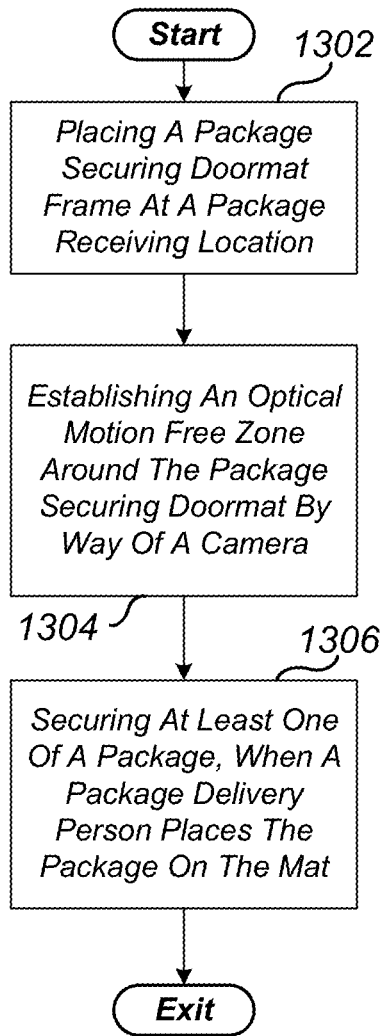 Start
1302
Placing A Package
Securing Doormat
Frame At A Package
Receiving Location
Establishing An Optical
Motion Free Zone
Around The Package
Securing Doormat By
Way Of A Camera
1304
1306
Securing At Least One
Of A Package, When A
Package Delivery
Person Places The
Package On The Mat
Exit